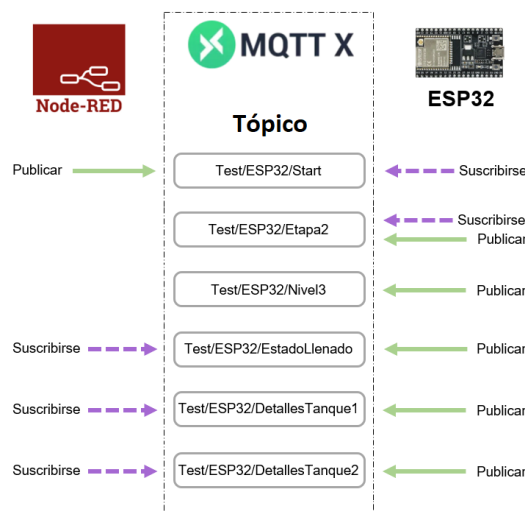 MQTT X
Node-RED
ESP32
Tópico
Publicar
Test/ESP32/Start
Suscribirse
Suscribirse
Test/ESP32/Etapa2
Publicar
Test/ESP32/Nivel3
Publicar
Suscribirse
Test/ESP32/EstadoLlenado
Publicar
Suscribirse
Test/ESP32/DetallesTanque1
Publicar
Suscribirse
Test/ESP32/DetallesTanque2
Publicar